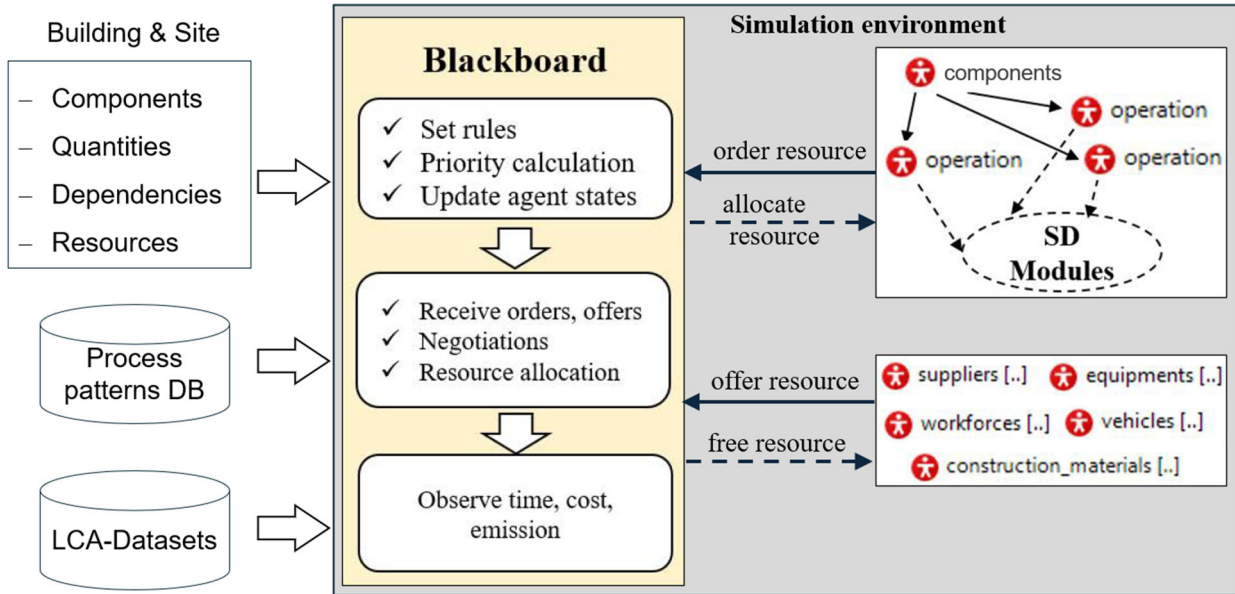 Building & Site
– Components
– Quantities
– Dependencies
– Resources
Process
patterns DB
LCA-Datasets
Simulation environment
Blackboard
✓ Set rules
✓ Priority calculation
✓ Update agent states
✓ Receive orders, offers
✓ Negotiations
✓ Resource allocation
Observe time, cost,
emission
order resource
allocate
resource
offer resource
free resource
components
operation
operation
operation
SD
Modules
suppliers [..]
equipments [..]
workforces [..]
vehicles [..]
construction_materials [..]